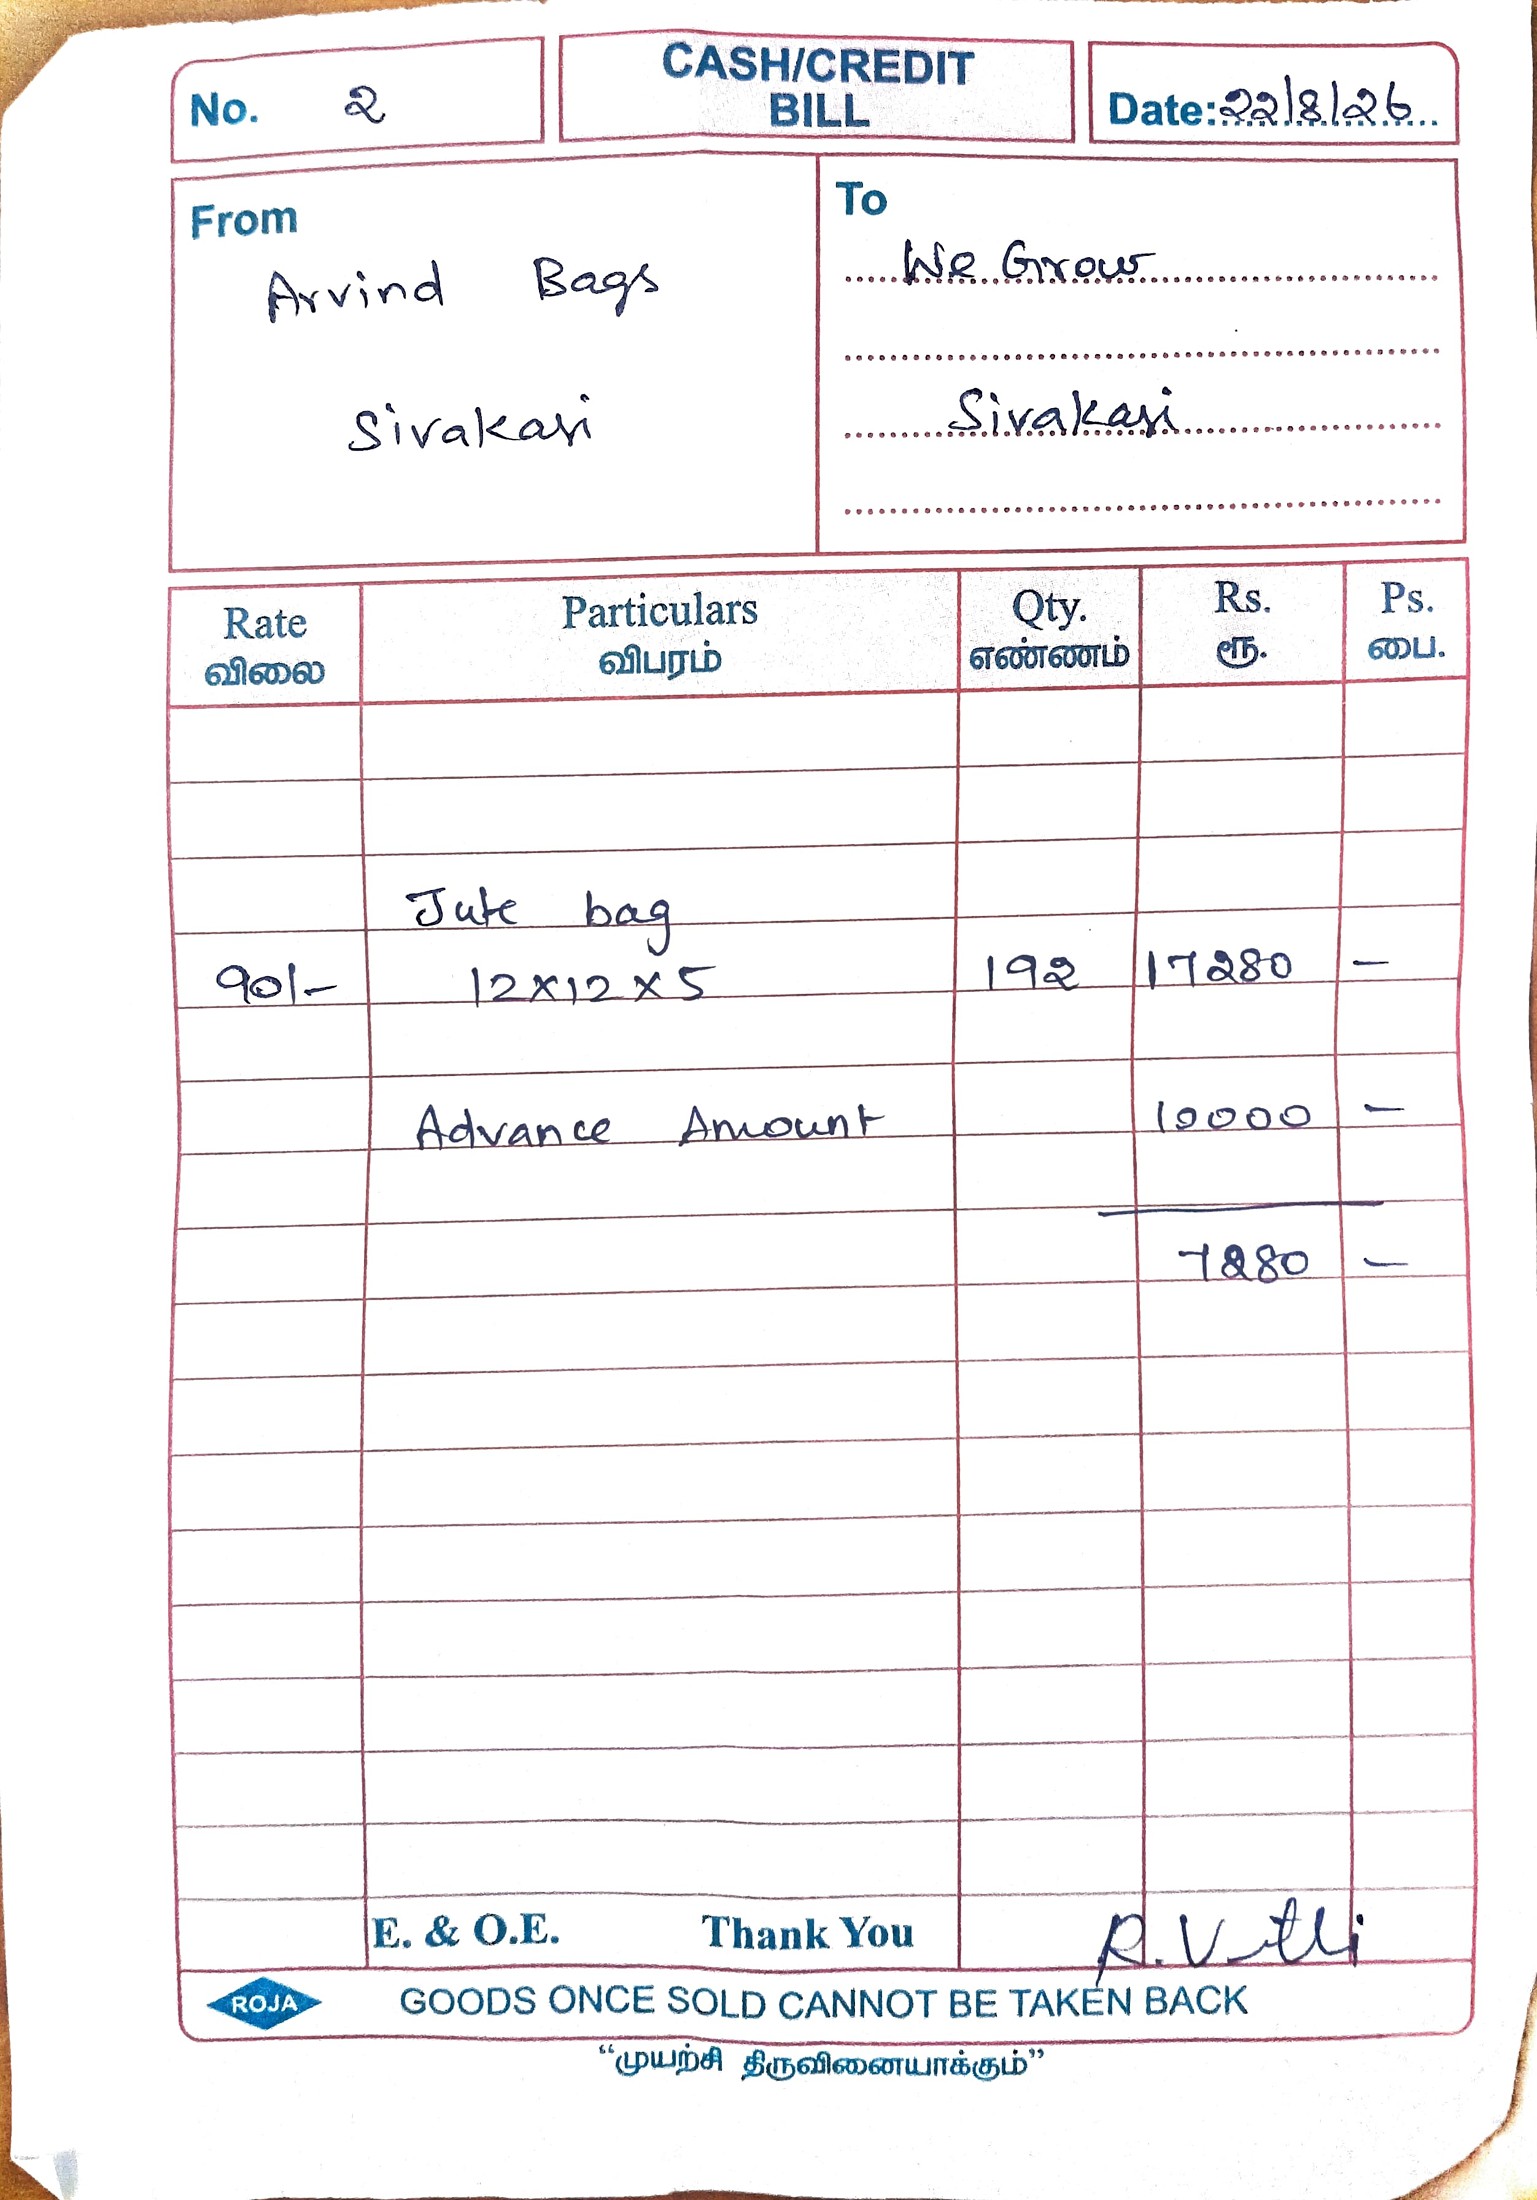 No. 2
CASH/CREDIT
BILL
Date: 22/8/26
From
Arvind Bags
Sivakasi
To
We Grow
Sivakasi
Rate Particulars Qty. Rs. Ps.
விலை விபரம் எண்ணம் ரூ. பை.
Jute bag
90/- 12x12x5 192 17280 -
Advance Amount 10000 -
7280 -
E. & O.E. Thank You
ROJA GOODS ONCE SOLD CANNOT BE TAKEN BACK
“முயற்சி திருவினையாக்கும்”